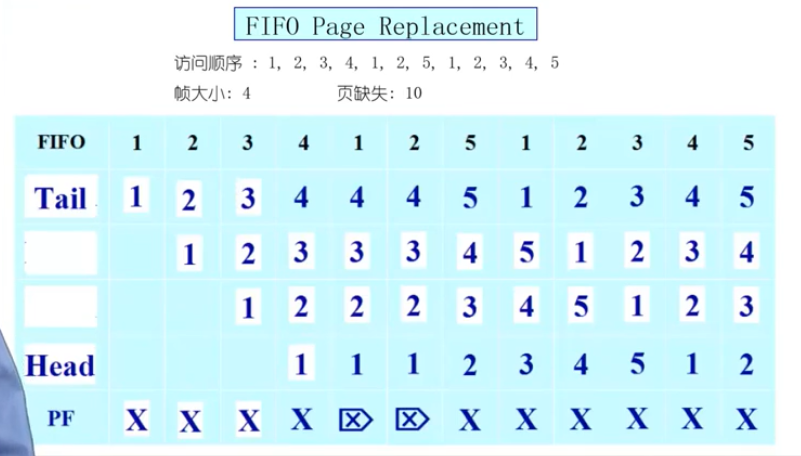 FIFO Page Replacement
访问顺序 : 1, 2, 3, 4, 1, 2, 5, 1, 2, 3, 4, 5
帧大小: 4 页缺失: 10
FIFO 1 2 3 4 1 2 5 1 2 3 4 5
Tail 1 2 3 4 4 4 5 1 2 3 4 5
1 2 3 3 3 4 5 1 2 3 4
1 2 2 2 3 4 5 1 2 3
Head 1 1 1 2 3 4 5 1 2
PF X X X X ⌦ ⌦ X X X X X X